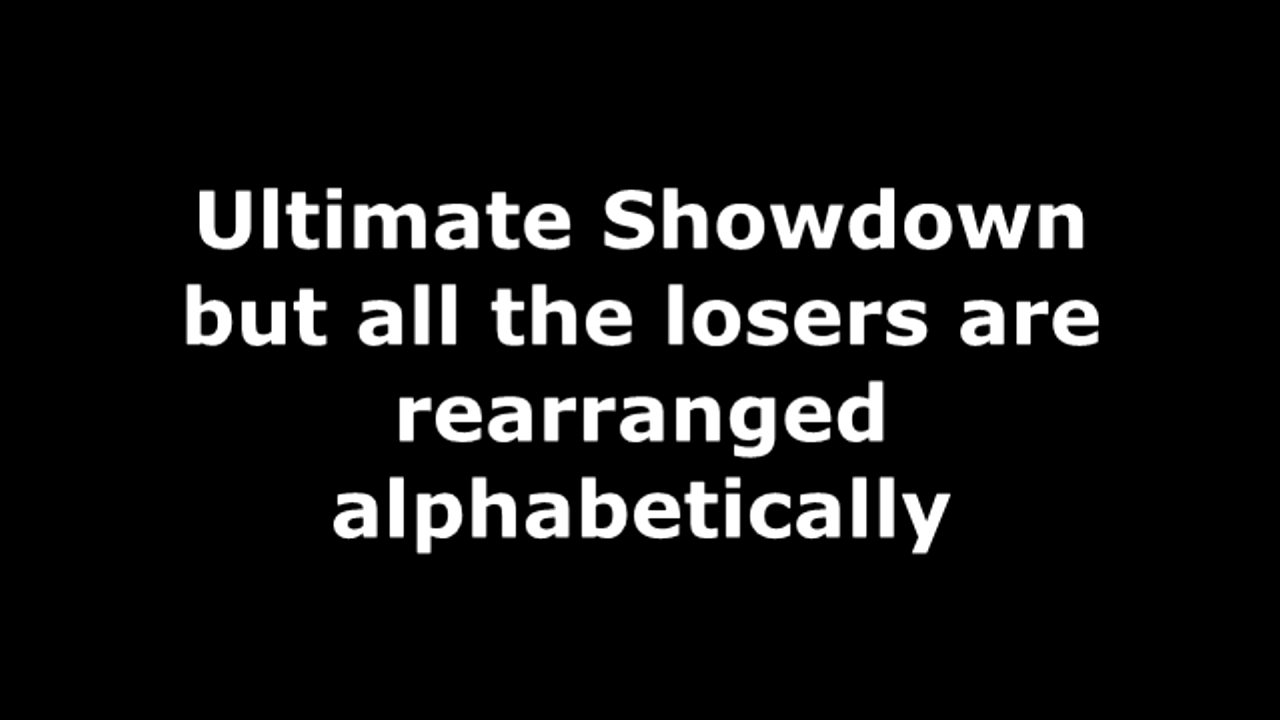 Ultimate Showdown
but all the losers are
rearranged
alphabetically